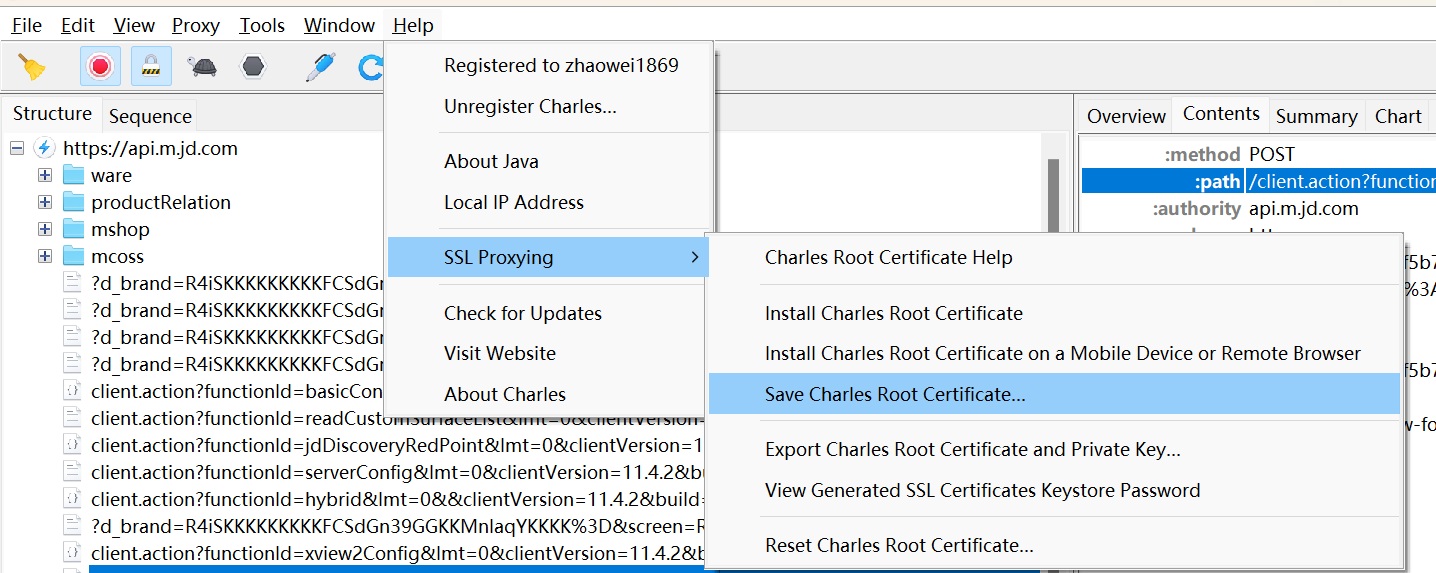 File Edit View Proxy Tools Window Help
Registered to zhaowei1869
Unregister Charles...
About Java
Local IP Address
SSL Proxying
Check for Updates
Visit Website
About Charles
Charles Root Certificate Help
Install Charles Root Certificate
Install Charles Root Certificate on a Mobile Device or Remote Browser
Save Charles Root Certificate...
Export Charles Root Certificate and Private Key...
View Generated SSL Certificates Keystore Password
Reset Charles Root Certificate...
Structure Sequence
https://api.m.jd.com
ware
productRelation
mshop
mcoss
?d_brand=R4iSKKKKKKKKKFCSdGn
?d_brand=R4iSKKKKKKKKKFCSdGn
?d_brand=R4iSKKKKKKKKKFCSdGn
?d_brand=R4iSKKKKKKKKKFCSdGn
client.action?functionId=basicCon
client.action?functionId=readCustomSurfaceList&lmt=0&clientVersion=
client.action?functionId=jdDiscoveryRedPoint&lmt=0&clientVersion=1
client.action?functionId=serverConfig&lmt=0&clientVersion=11.4.2&bu
client.action?functionId=hybrid&lmt=0&&clientVersion=11.4.2&build=
?d_brand=R4iSKKKKKKKKKFCSdGn39GGKKMnlaqYKKKK%3D&screen=R
client.action?functionId=xview2Config&lmt=0&clientVersion=11.4.2&b
Overview Contents Summary Chart
:method POST
:path /client.action?function
:authority api.m.jd.com
f5b7
%3A
f5b7
w-fo